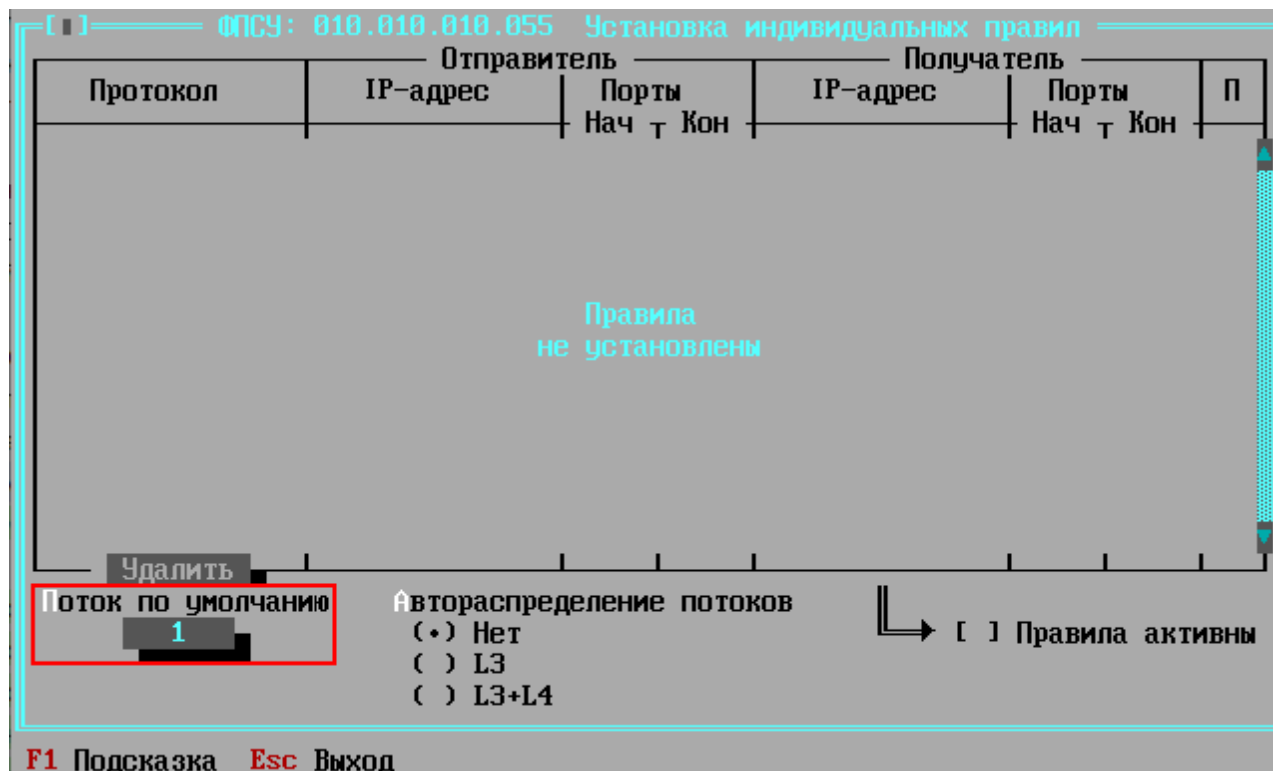 [▮] ФПСУ: 010.010.010.055 Установка индивидуальных правил
Отправитель Получатель
Протокол IP-адрес Порты IP-адрес Порты П
Нач Кон Нач Кон
Правила
не установлены
Удалить
Поток по умолчанию Автораспределение потоков
1 (•) Нет [ ] Правила активны
( ) L3
( ) L3+L4
F1 Подсказка Esc Выход